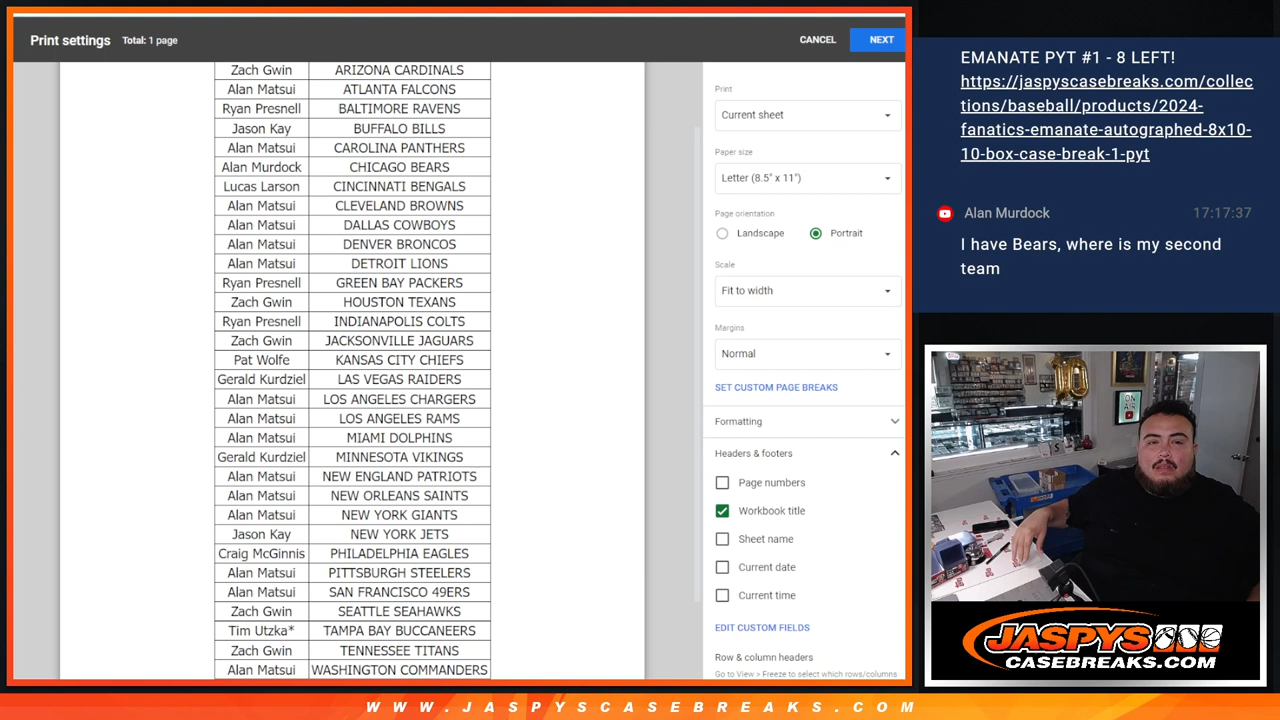 Print settings Total: 1 page CANCEL NEXT
Zach Gwin ARIZONA CARDINALS
Alan Matsui ATLANTA FALCONS
Ryan Presnell BALTIMORE RAVENS
Jason Kay BUFFALO BILLS
Alan Matsui CAROLINA PANTHERS
Alan Murdock CHICAGO BEARS
Lucas Larson CINCINNATI BENGALS
Alan Matsui CLEVELAND BROWNS
Alan Matsui DALLAS COWBOYS
Alan Matsui DENVER BRONCOS
Alan Matsui DETROIT LIONS
Ryan Presnell GREEN BAY PACKERS
Zach Gwin HOUSTON TEXANS
Ryan Presnell INDIANAPOLIS COLTS
Zach Gwin JACKSONVILLE JAGUARS
Pat Wolfe KANSAS CITY CHIEFS
Gerald Kurdziel LAS VEGAS RAIDERS
Alan Matsui LOS ANGELES CHARGERS
Alan Matsui LOS ANGELES RAMS
Alan Matsui MIAMI DOLPHINS
Gerald Kurdziel MINNESOTA VIKINGS
Alan Matsui NEW ENGLAND PATRIOTS
Alan Matsui NEW ORLEANS SAINTS
Alan Matsui NEW YORK GIANTS
Jason Kay NEW YORK JETS
Craig McGinnis PHILADELPHIA EAGLES
Alan Matsui PITTSBURGH STEELERS
Alan Matsui SAN FRANCISCO 49ERS
Zach Gwin SEATTLE SEAHAWKS
Tim Utzka* TAMPA BAY BUCCANEERS
Zach Gwin TENNESSEE TITANS
Alan Matsui WASHINGTON COMMANDERS
Print
Current sheet
Paper size
Letter (8.5" x 11")
Page orientation
Landscape Portrait
Scale
Fit to width
Margins
Normal
SET CUSTOM PAGE BREAKS
Formatting
Headers & footers
Page numbers
Workbook title
Sheet name
Current date
Current time
EDIT CUSTOM FIELDS
Row & column headers
Go to View > Freeze to select which rows/columns
EMANATE PYT #1 - 8 LEFT!
https://jaspyscasebreaks.com/collec
tions/baseball/products/2024-
fanatics-emanate-autographed-8x10-
10-box-case-break-1-pyt
Alan Murdock 17:17:37
I have Bears, where is my second
team
10
ON
AIR
JASPYS
CASEBREAKS.COM
WWW.JASPYSCASEBREAKS.COM